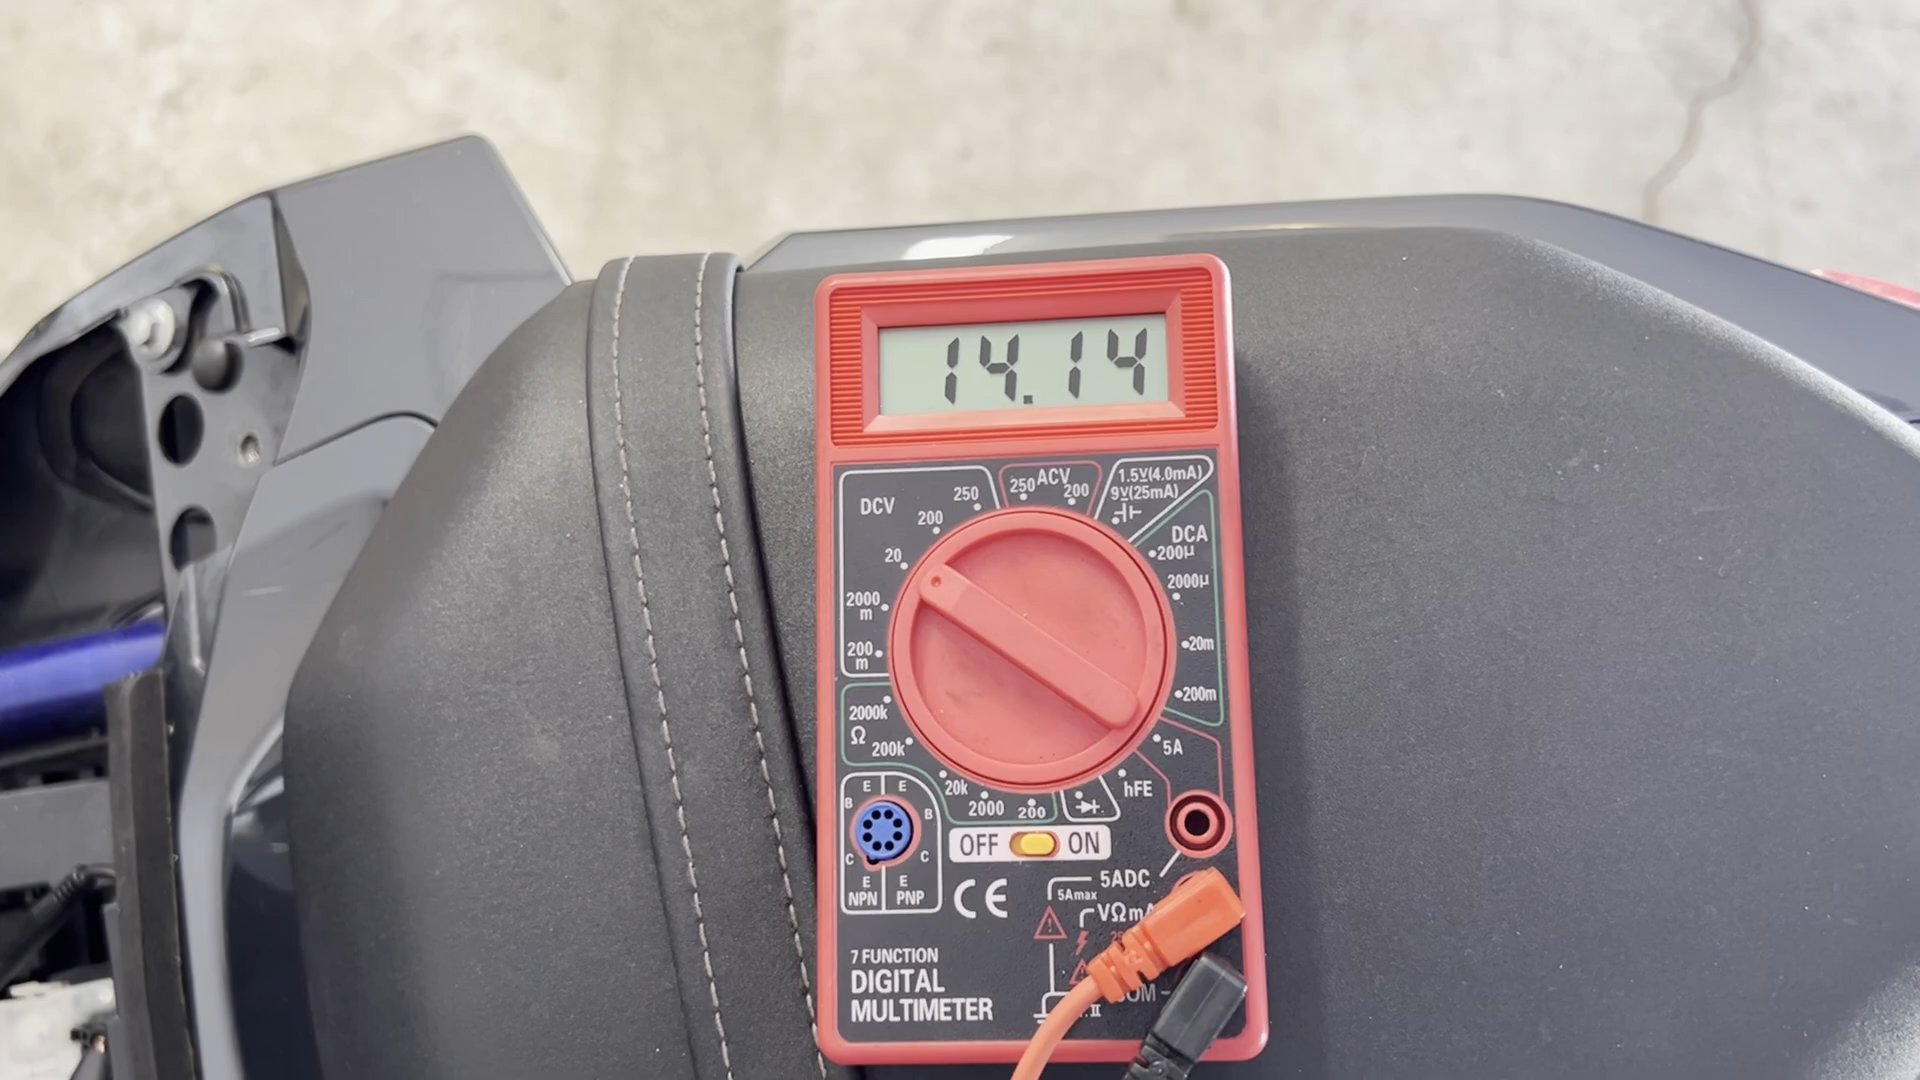 14.14
DCV
250
200
20
2000
m
200
m
ACV
250
200
1.5V(4.0mA)
9V(25mA)
DCA
200µ
2000µ
20m
200m
5A
hFE
2000k
Ω
200k
20k
2000
200
OFF
ON
E E
B
B
C
C
E E
NPN PNP
CE
5ADC
5Amax
VΩmA
7 FUNCTION
DIGITAL
MULTIMETER